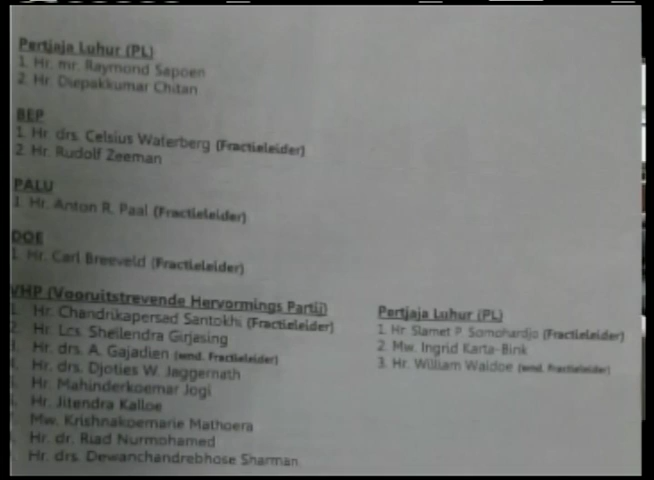 Pertjaja Luhur (PL)
1. Hr. mr. Raymond Sapoen
2. Hr. Diepakkumar Chitan
BEP
1. Hr. drs. Celsius Waterberg (Fractieleider)
2. Hr. Rudolf Zeeman
PALU
1. Hr. Anton R. Paal (Fractieleider)
DOE
1. Hr. Carl Breeveld (Fractieleider)
VHP (Vooruitstrevende Hervormings Partij)
Hr. Chandrikapersad Santokhi (Fractieleider)
Hr. Lcs. Sheilendra Girjasing
Hr. drs. A. Gajadien (wnd. Fractieleider)
Hr. drs. Djoties W. Jaggernath
Hr. Mahinderkoemar Jogi
Hr. Jitendra Kalloe
Mw. Krishnakoemarie Mathoera
Hr. dr. Riad Nurmohamed
Hr. drs. Dewanchandrebhose Sharman
Pertjaja Luhur (PL)
1. Hr Slamet P. Somohardjo (Fractieleider)
2. Mw. Ingrid Karta-Bink
3. Hr. William Waidoe (wnd. Fractieleider)